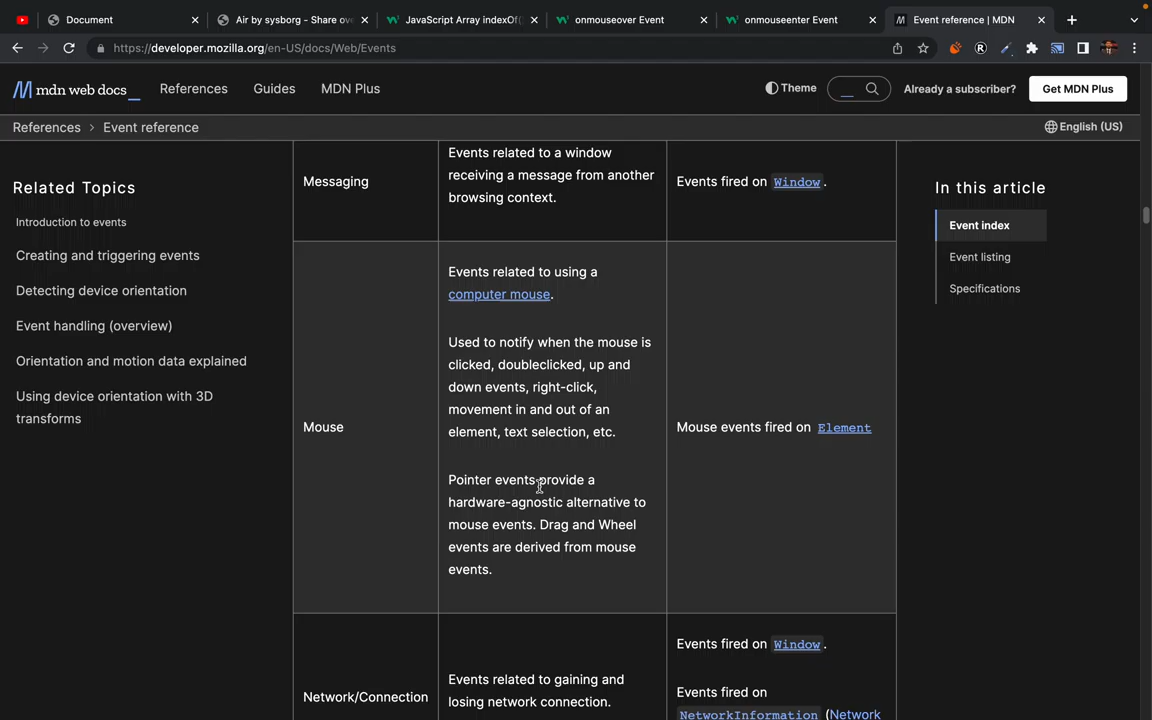 Document
Air by sysborg - Share ov
JavaScript Array indexOf(
onmouseover Event
onmouseenter Event
Event reference | MDN
https://developer.mozilla.org/en-US/docs/Web/Events
mdn web docs_
References
Guides
MDN Plus
Theme
Already a subscriber?
Get MDN Plus
References > Event reference
English (US)
Related Topics
Introduction to events
Creating and triggering events
Detecting device orientation
Event handling (overview)
Orientation and motion data explained
Using device orientation with 3D
transforms
Messaging
Events related to a window
receiving a message from another
browsing context.
Events fired on Window.
Mouse
Events related to using a
computer mouse.
Used to notify when the mouse is
clicked, doubleclicked, up and
down events, right-click,
movement in and out of an
element, text selection, etc.
Pointer events provide a
hardware-agnostic alternative to
mouse events. Drag and Wheel
events are derived from mouse
events.
Mouse events fired on Element
Network/Connection
Events related to gaining and
losing network connection.
Events fired on Window.
Events fired on
NetworkInformation (Network
In this article
Event index
Event listing
Specifications